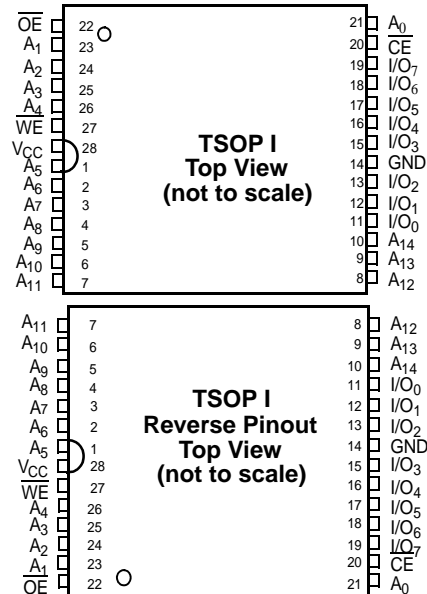 OE 22 21 A0
A1 23 20 CE
A2 24 19 I/O7
A3 25 18 I/O6
A4 26 17 I/O5
WE 27 16 I/O4
VCC 28 15 I/O3
A5 1 14 GND
A6 2 13 I/O2
A7 3 12 I/O1
A8 4 11 I/O0
A9 5 10 A14
A10 6 9 A13
A11 7 8 A12
TSOP I
Top View
(not to scale)
A11 7 8 A12
A10 6 9 A13
A9 5 10 A14
A8 4 11 I/O0
A7 3 12 I/O1
A6 2 13 I/O2
A5 1 14 GND
VCC 28 15 I/O3
WE 27 16 I/O4
A4 26 17 I/O5
A3 25 18 I/O6
A2 24 19 I/O7
A1 23 20 CE
OE 22 21 A0
TSOP I
Reverse Pinout
Top View
(not to scale)